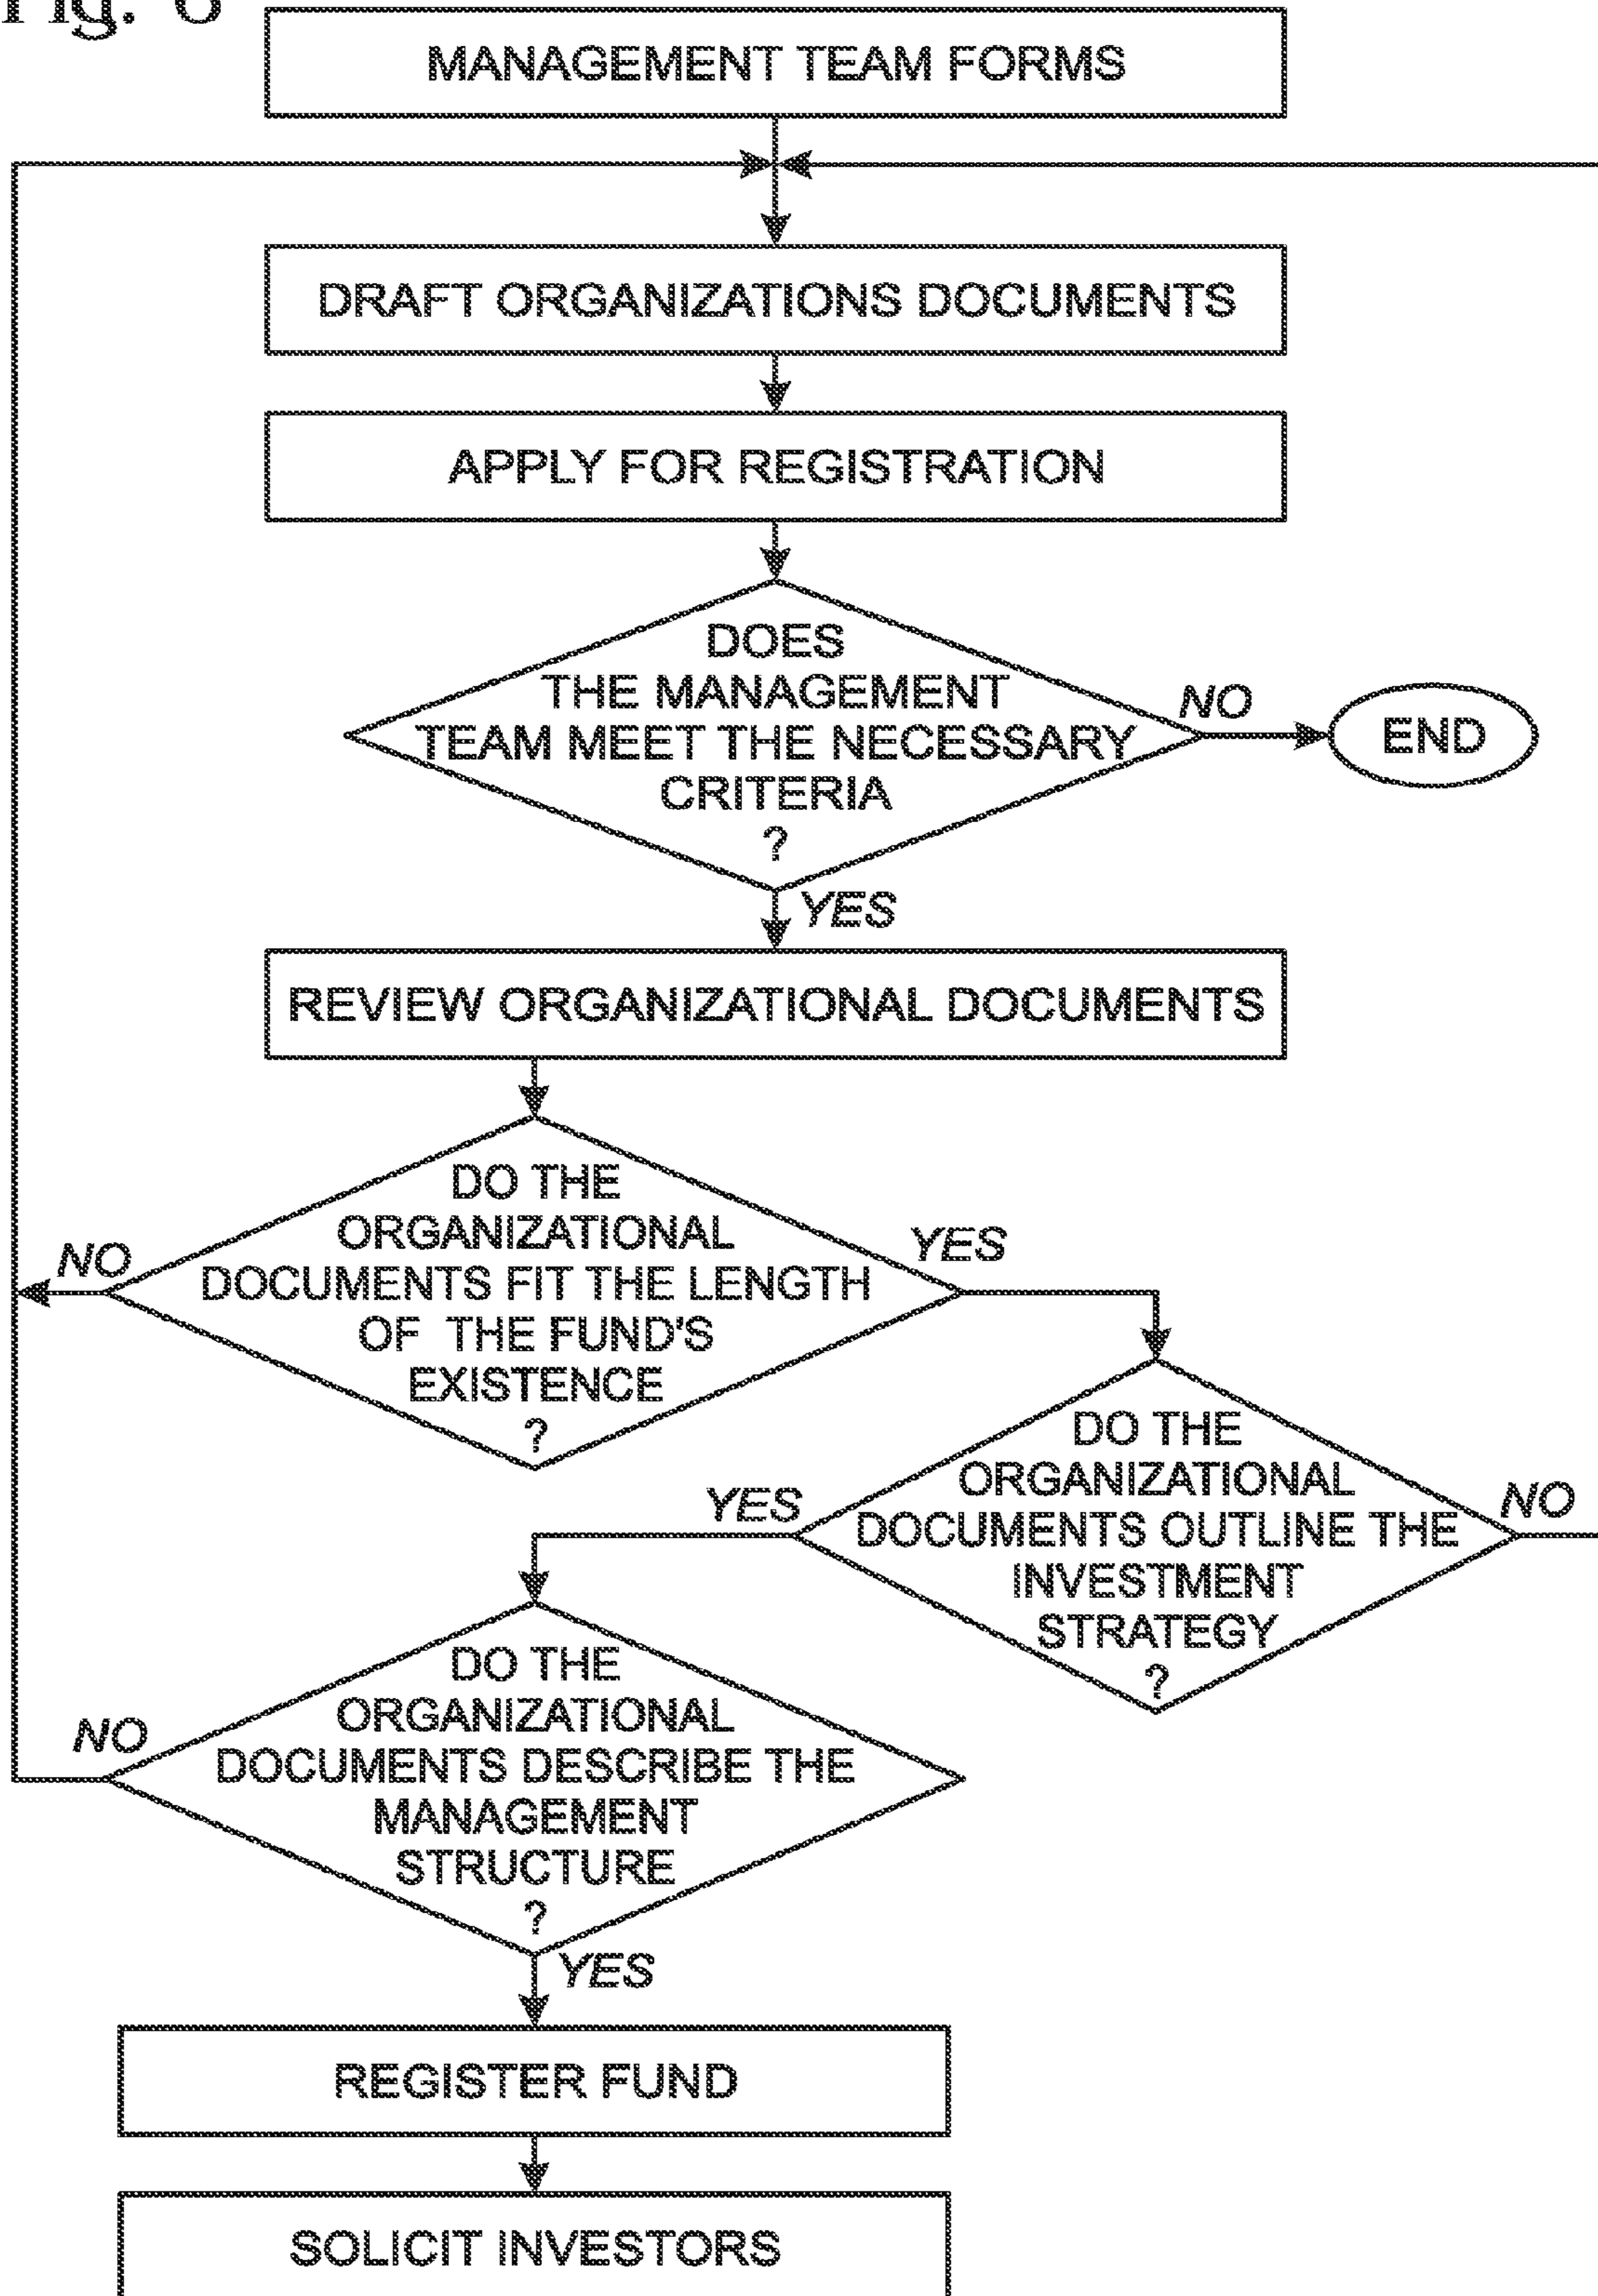 Fig. 6
MANAGEMENT TEAM FORMS
DRAFT ORGANIZATIONS DOCUMENTS
APPLY FOR REGISTRATION
DOES
THE MANAGEMENT
TEAM MEET THE NECESSARY
CRITERIA
?
NO
END
YES
REVIEW ORGANIZATIONAL DOCUMENTS
DO THE
ORGANIZATIONAL
DOCUMENTS FIT THE LENGTH
OF THE FUND'S
EXISTENCE
?
NO
YES
DO THE
ORGANIZATIONAL
DOCUMENTS OUTLINE THE
INVESTMENT
STRATEGY
?
YES
NO
DO THE
ORGANIZATIONAL
DOCUMENTS DESCRIBE THE
MANAGEMENT
STRUCTURE
?
NO
YES
REGISTER FUND
SOLICIT INVESTORS